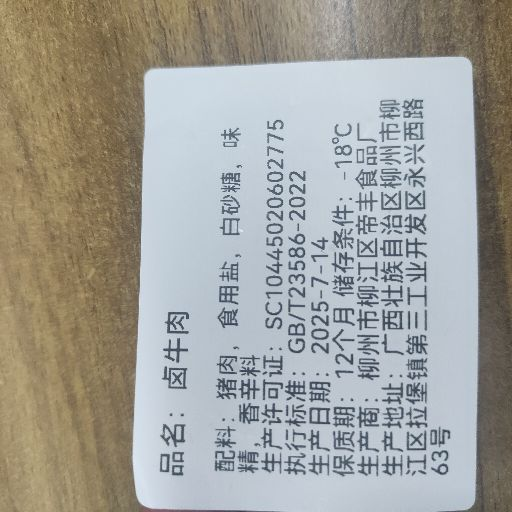 品名：卤牛肉
配料：猪肉，食用盐，白砂糖，味
精，香辛料
生产许可证：SC10445020602775
执行标准：GB/T23586-2022
生产日期：2025-7-14
保质期：12个月 储存条件：-18℃
生产商：柳州市柳江区帝丰食品厂
生产地址：广西壮族自治区柳州市柳
江区拉堡镇第三工业开发区永兴西路
63号